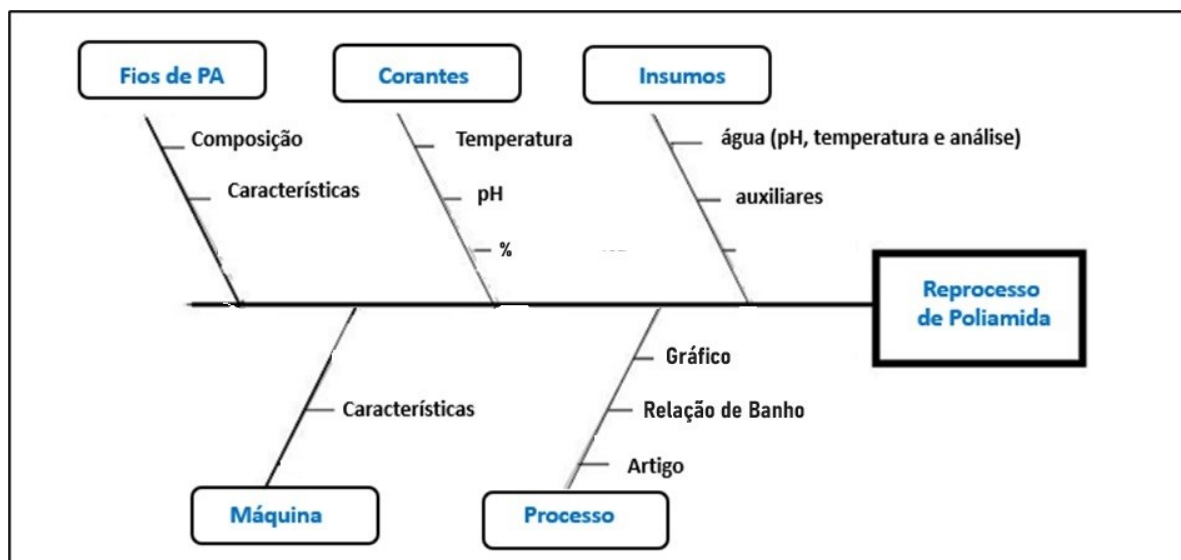 Fios de PA
Corantes
Insumos
Composição
Características
Temperatura
pH
%
água (pH, temperatura e análise)
auxiliares
Reprocesso
de Poliamida
Características
Gráfico
Relação de Banho
Artigo
Máquina
Processo